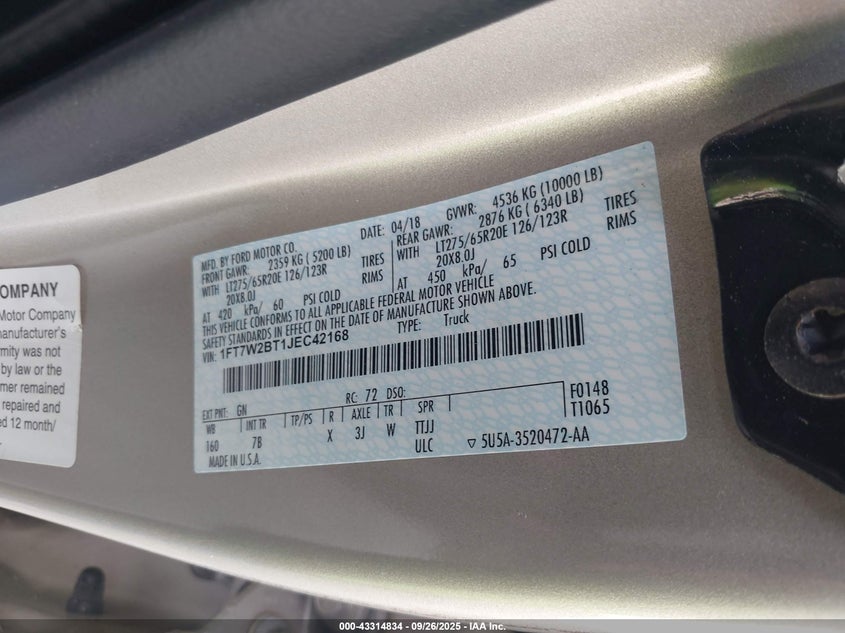 COMPANY
Motor Company
manufacturer's
rmity was not
by law or the
mer remained
repaired and
d 12 month/
MFD. BY FORD MOTOR CO.
DATE: 04/18
GVWR: 4536 KG (10000 LB)
FRONT GAWR: 2359 KG ( 5200 LB)
REAR GAWR: 2876 KG ( 6340 LB)
WITH LT275/65R20E 126/123R TIRES
WITH LT275/65R20E 126/123R TIRES
20X8.0J RIMS
20X8.0J RIMS
AT 420 kPa/ 60 PSI COLD
AT 450 kPa/ 65 PSI COLD
THIS VEHICLE CONFORMS TO ALL APPLICABLE FEDERAL MOTOR VEHICLE
SAFETY STANDARDS IN EFFECT ON THE DATE OF MANUFACTURE SHOWN ABOVE.
VIN: 1FT7W2BT1JEC42168
TYPE: Truck
EXT PNT: GN RC: 72 DSO: F0148
WB INT TR TP/PS R AXLE TR SPR T1065
160 7B X 3J W TTJJ
ULC
MADE IN U.S.A.
▽ 5U5A-3520472-AA
000-43314834 - 09/26/2025 - IAA Inc.